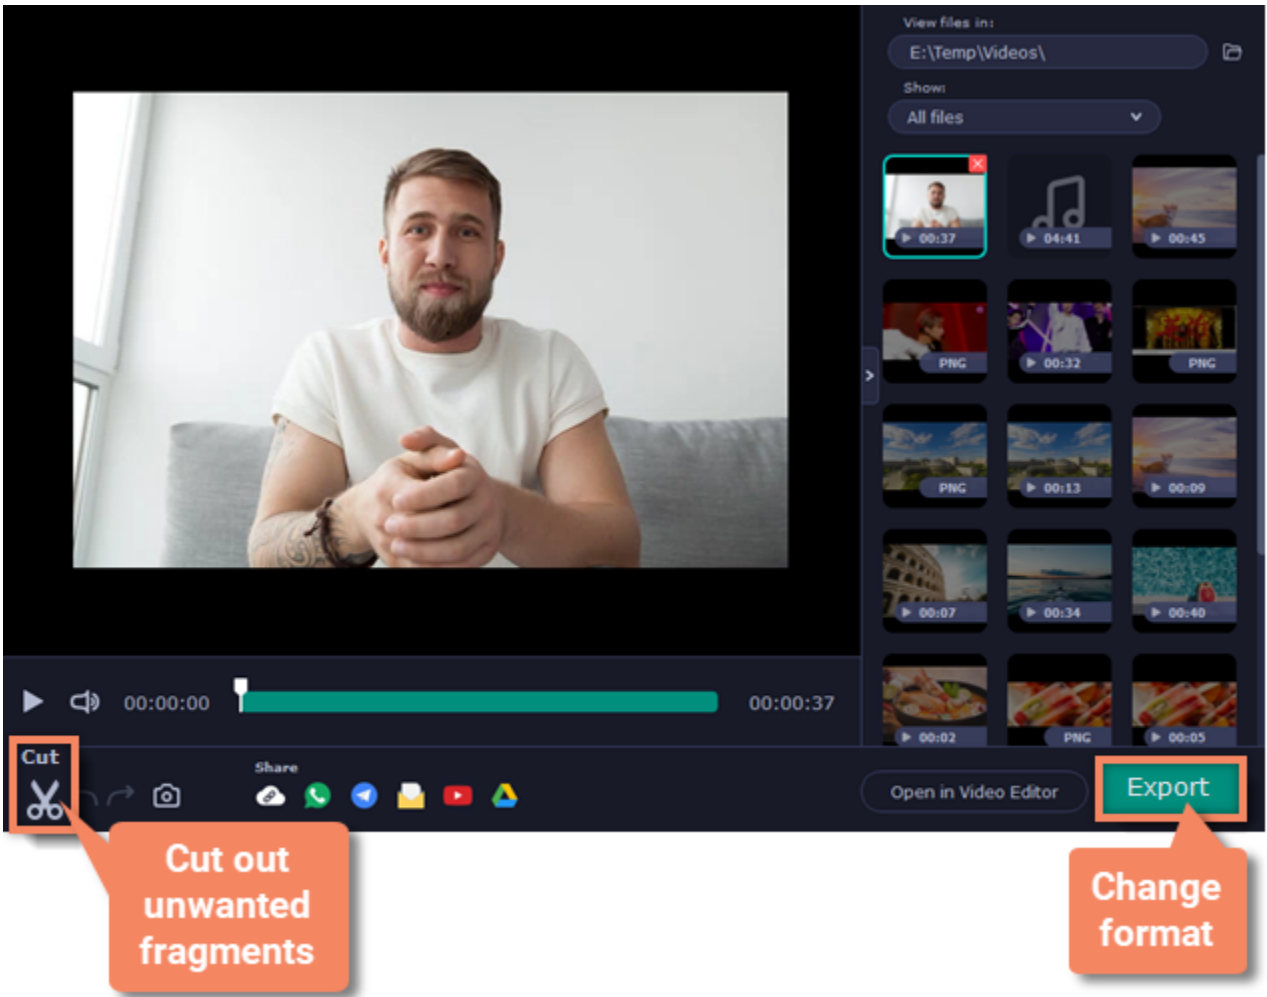 View files in:
E:\Temp\Videos\
Show:
All files
00:37
04:41
00:45
PNG
00:32
PNG
PNG
00:13
00:09
00:07
00:34
00:40
00:02
PNG
00:05
00:00:00
00:00:37
Cut
Share
Open in Video Editor
Export
Cut out
unwanted
fragments
Change
format